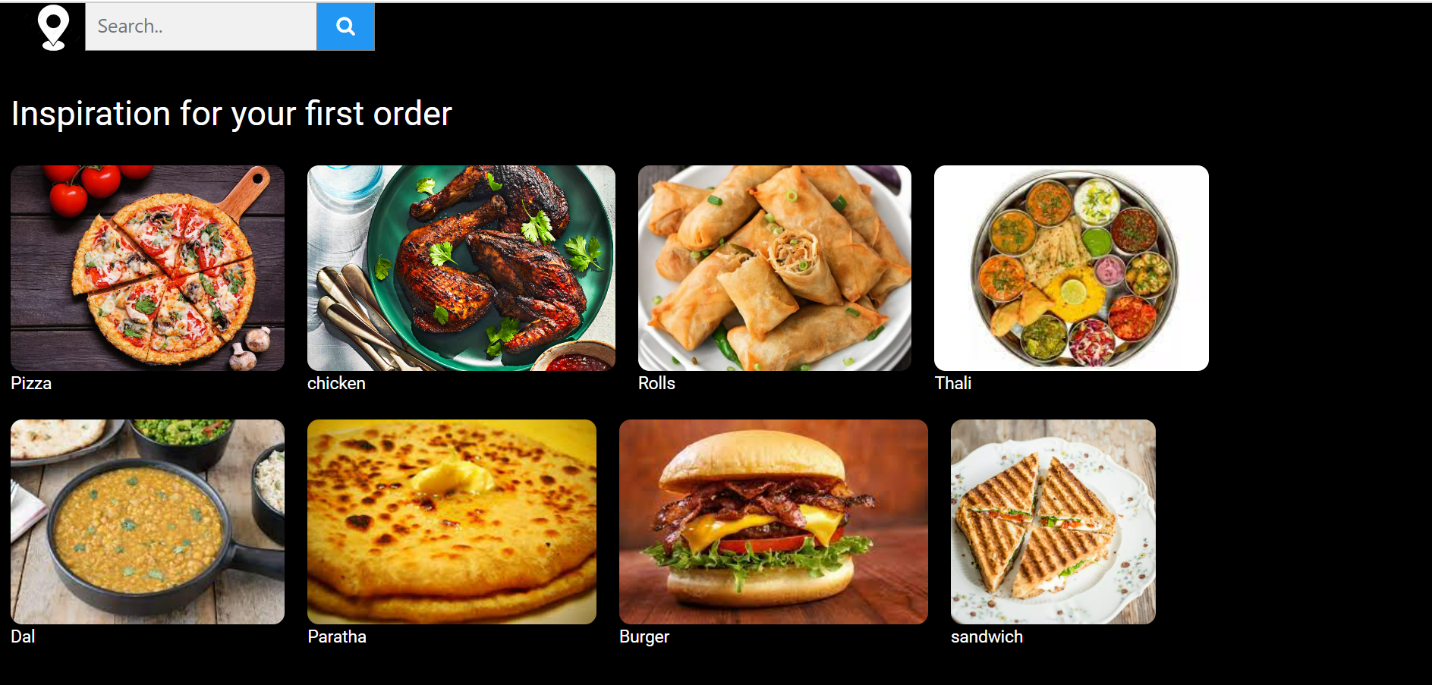 Search..
Inspiration for your first order
Pizza
chicken
Rolls
Thali
Dal
Paratha
Burger
sandwich